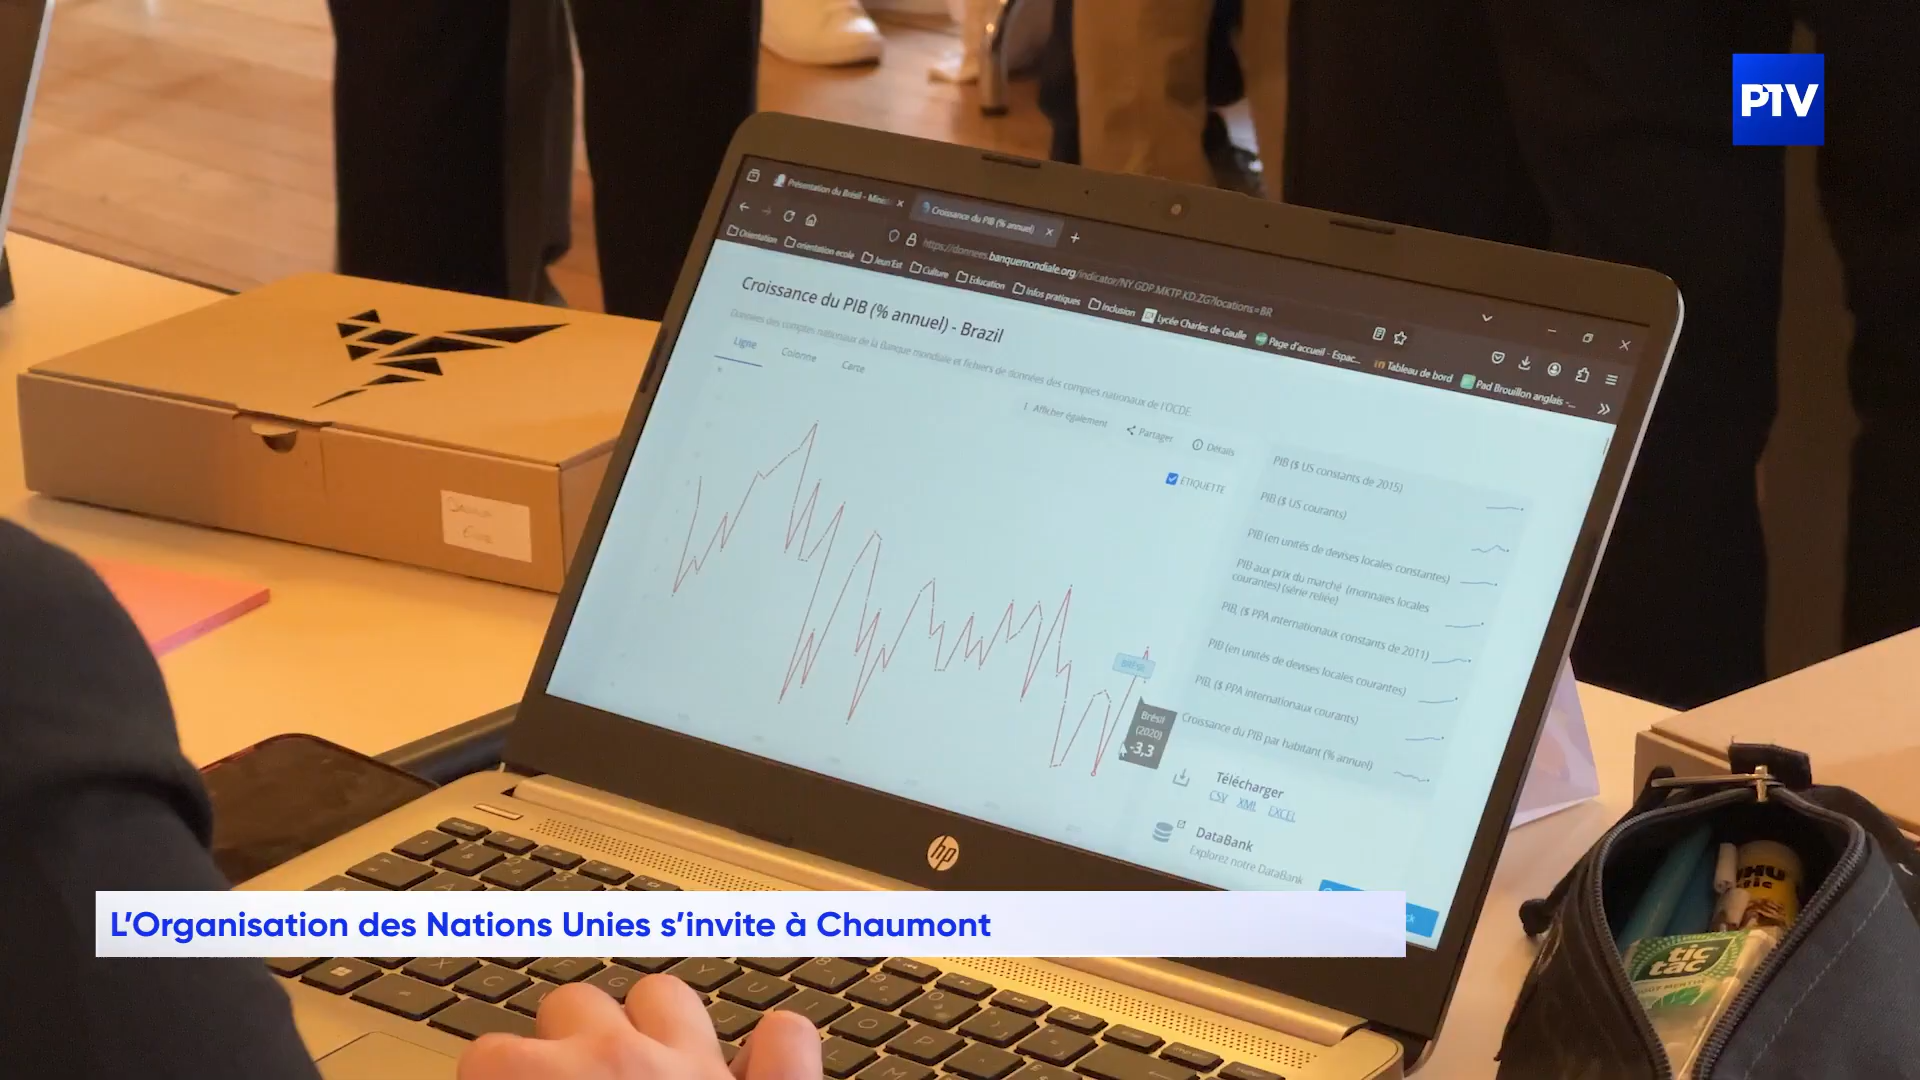 PTV
Présentation du Brésil - Minis
Croissance du PIB (% annuel)
https://donnees.banquemondiale.org/indicator/NY.GDP.MKTP.KD.ZG?locations=BR
Orientation
orientation ecole
Jeun'Est
Culture
Education
Infos pratiques
Inclusion
Lycée Charles de Gaulle
Page d'accueil - Espac...
Tableau de bord
Pad Brouillon anglais -...
Croissance du PIB (% annuel) - Brazil
Données des comptes nationaux de la Banque mondiale et fichiers de données des comptes nationaux de l'OCDE.
Ligne
Colonne
Carte
Afficher également
Partager
Détails
ÉTIQUETTE
PIB ($ US constants de 2015)
PIB ($ US courants)
PIB (en unités de devises locales constantes)
PIB aux prix du marché (monnaies locales
courantes) (série reliée)
PIB, ($ PPA internationaux constants de 2011)
PIB (en unités de devises locales courantes)
PIB, ($ PPA internationaux courants)
Croissance du PIB par habitant (% annuel)
BRÉSIL
Brésil
(2020)
-3,3
Télécharger
CSV XML EXCEL
DataBank
Explorez notre DataBank
hp
L'Organisation des Nations Unies s'invite à Chaumont
UHU
tic
tac